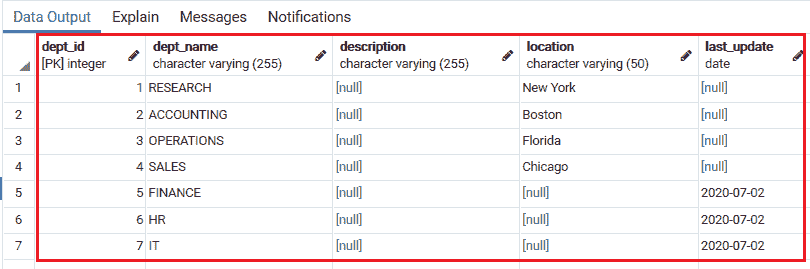 Data Output Explain Messages Notifications
dept_id dept_name description location last_update
[PK] integer character varying (255) character varying (255) character varying (50) date
1 1 RESEARCH [null] New York [null]
2 2 ACCOUNTING [null] Boston [null]
3 3 OPERATIONS [null] Florida [null]
4 4 SALES [null] Chicago [null]
5 5 FINANCE [null] [null] 2020-07-02
6 6 HR [null] [null] 2020-07-02
7 7 IT [null] [null] 2020-07-02